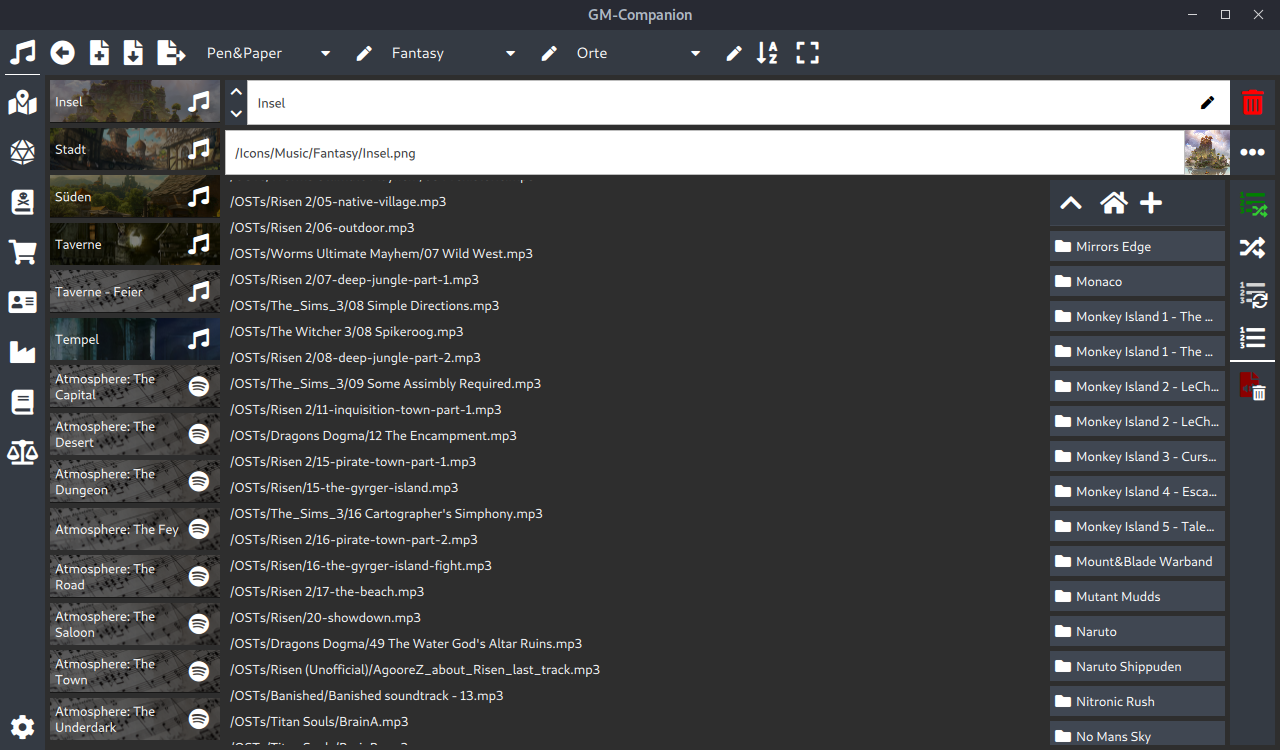 GM-Companion
Pen&Paper
Fantasy
Orte
Insel
Stadt
Süden
Taverne
Taverne - Feier
Tempel
Atmosphere: The
Capital
Atmosphere: The
Desert
Atmosphere: The
Dungeon
Atmosphere: The Fey
Atmosphere: The
Road
Atmosphere: The
Saloon
Atmosphere: The
Town
Atmosphere: The
Underdark
Insel
/Icons/Music/Fantasy/Insel.png
/OSTs/Risen 2/05-native-village.mp3
/OSTs/Risen 2/06-outdoor.mp3
/OSTs/Worms Ultimate Mayhem/07 Wild West.mp3
/OSTs/Risen 2/07-deep-jungle-part-1.mp3
/OSTs/The_Sims_3/08 Simple Directions.mp3
/OSTs/The Witcher 3/08 Spikeroog.mp3
/OSTs/Risen 2/08-deep-jungle-part-2.mp3
/OSTs/The_Sims_3/09 Some Assimbly Required.mp3
/OSTs/Risen 2/11-inquisition-town-part-1.mp3
/OSTs/Dragons Dogma/12 The Encampment.mp3
/OSTs/Risen 2/15-pirate-town-part-1.mp3
/OSTs/Risen/15-the-gyrger-island.mp3
/OSTs/The_Sims_3/16 Cartographer's Simphony.mp3
/OSTs/Risen 2/16-pirate-town-part-2.mp3
/OSTs/Risen/16-the-gyrger-island-fight.mp3
/OSTs/Risen 2/17-the-beach.mp3
/OSTs/Risen/20-showdown.mp3
/OSTs/Dragons Dogma/49 The Water God's Altar Ruins.mp3
/OSTs/Risen (Unofficial)/AgooreZ_about_Risen_last_track.mp3
/OSTs/Banished/Banished soundtrack - 13.mp3
/OSTs/Titan Souls/BrainA.mp3
Mirrors Edge
Monaco
Monkey Island 1 - The ...
Monkey Island 1 - The ...
Monkey Island 2 - LeCh...
Monkey Island 2 - LeCh...
Monkey Island 3 - Curs...
Monkey Island 4 - Esca...
Monkey Island 5 - Tale...
Mount&Blade Warband
Mutant Mudds
Naruto
Naruto Shippuden
Nitronic Rush
No Mans Sky